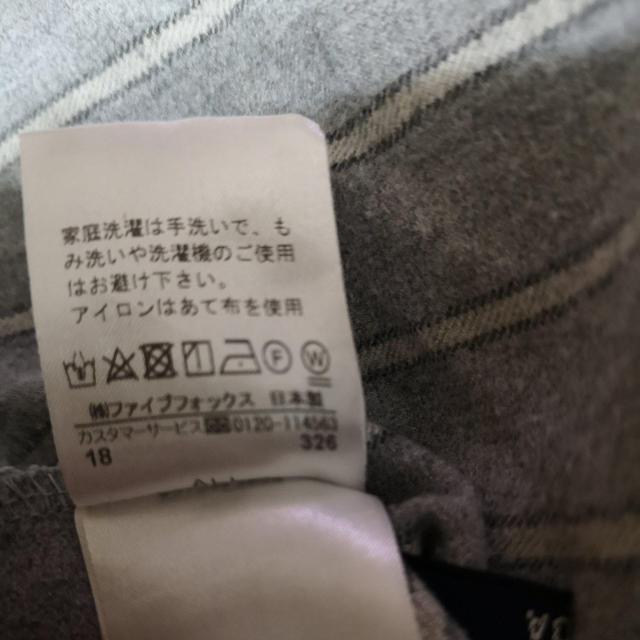 家庭洗濯は手洗いで、も
み洗いや洗濯機のご使用
はお避け下さい。
アイロンはあて布を使用
㈱ファイブフォックス 日本製
カスタマーサービス 0120-114563
18 326